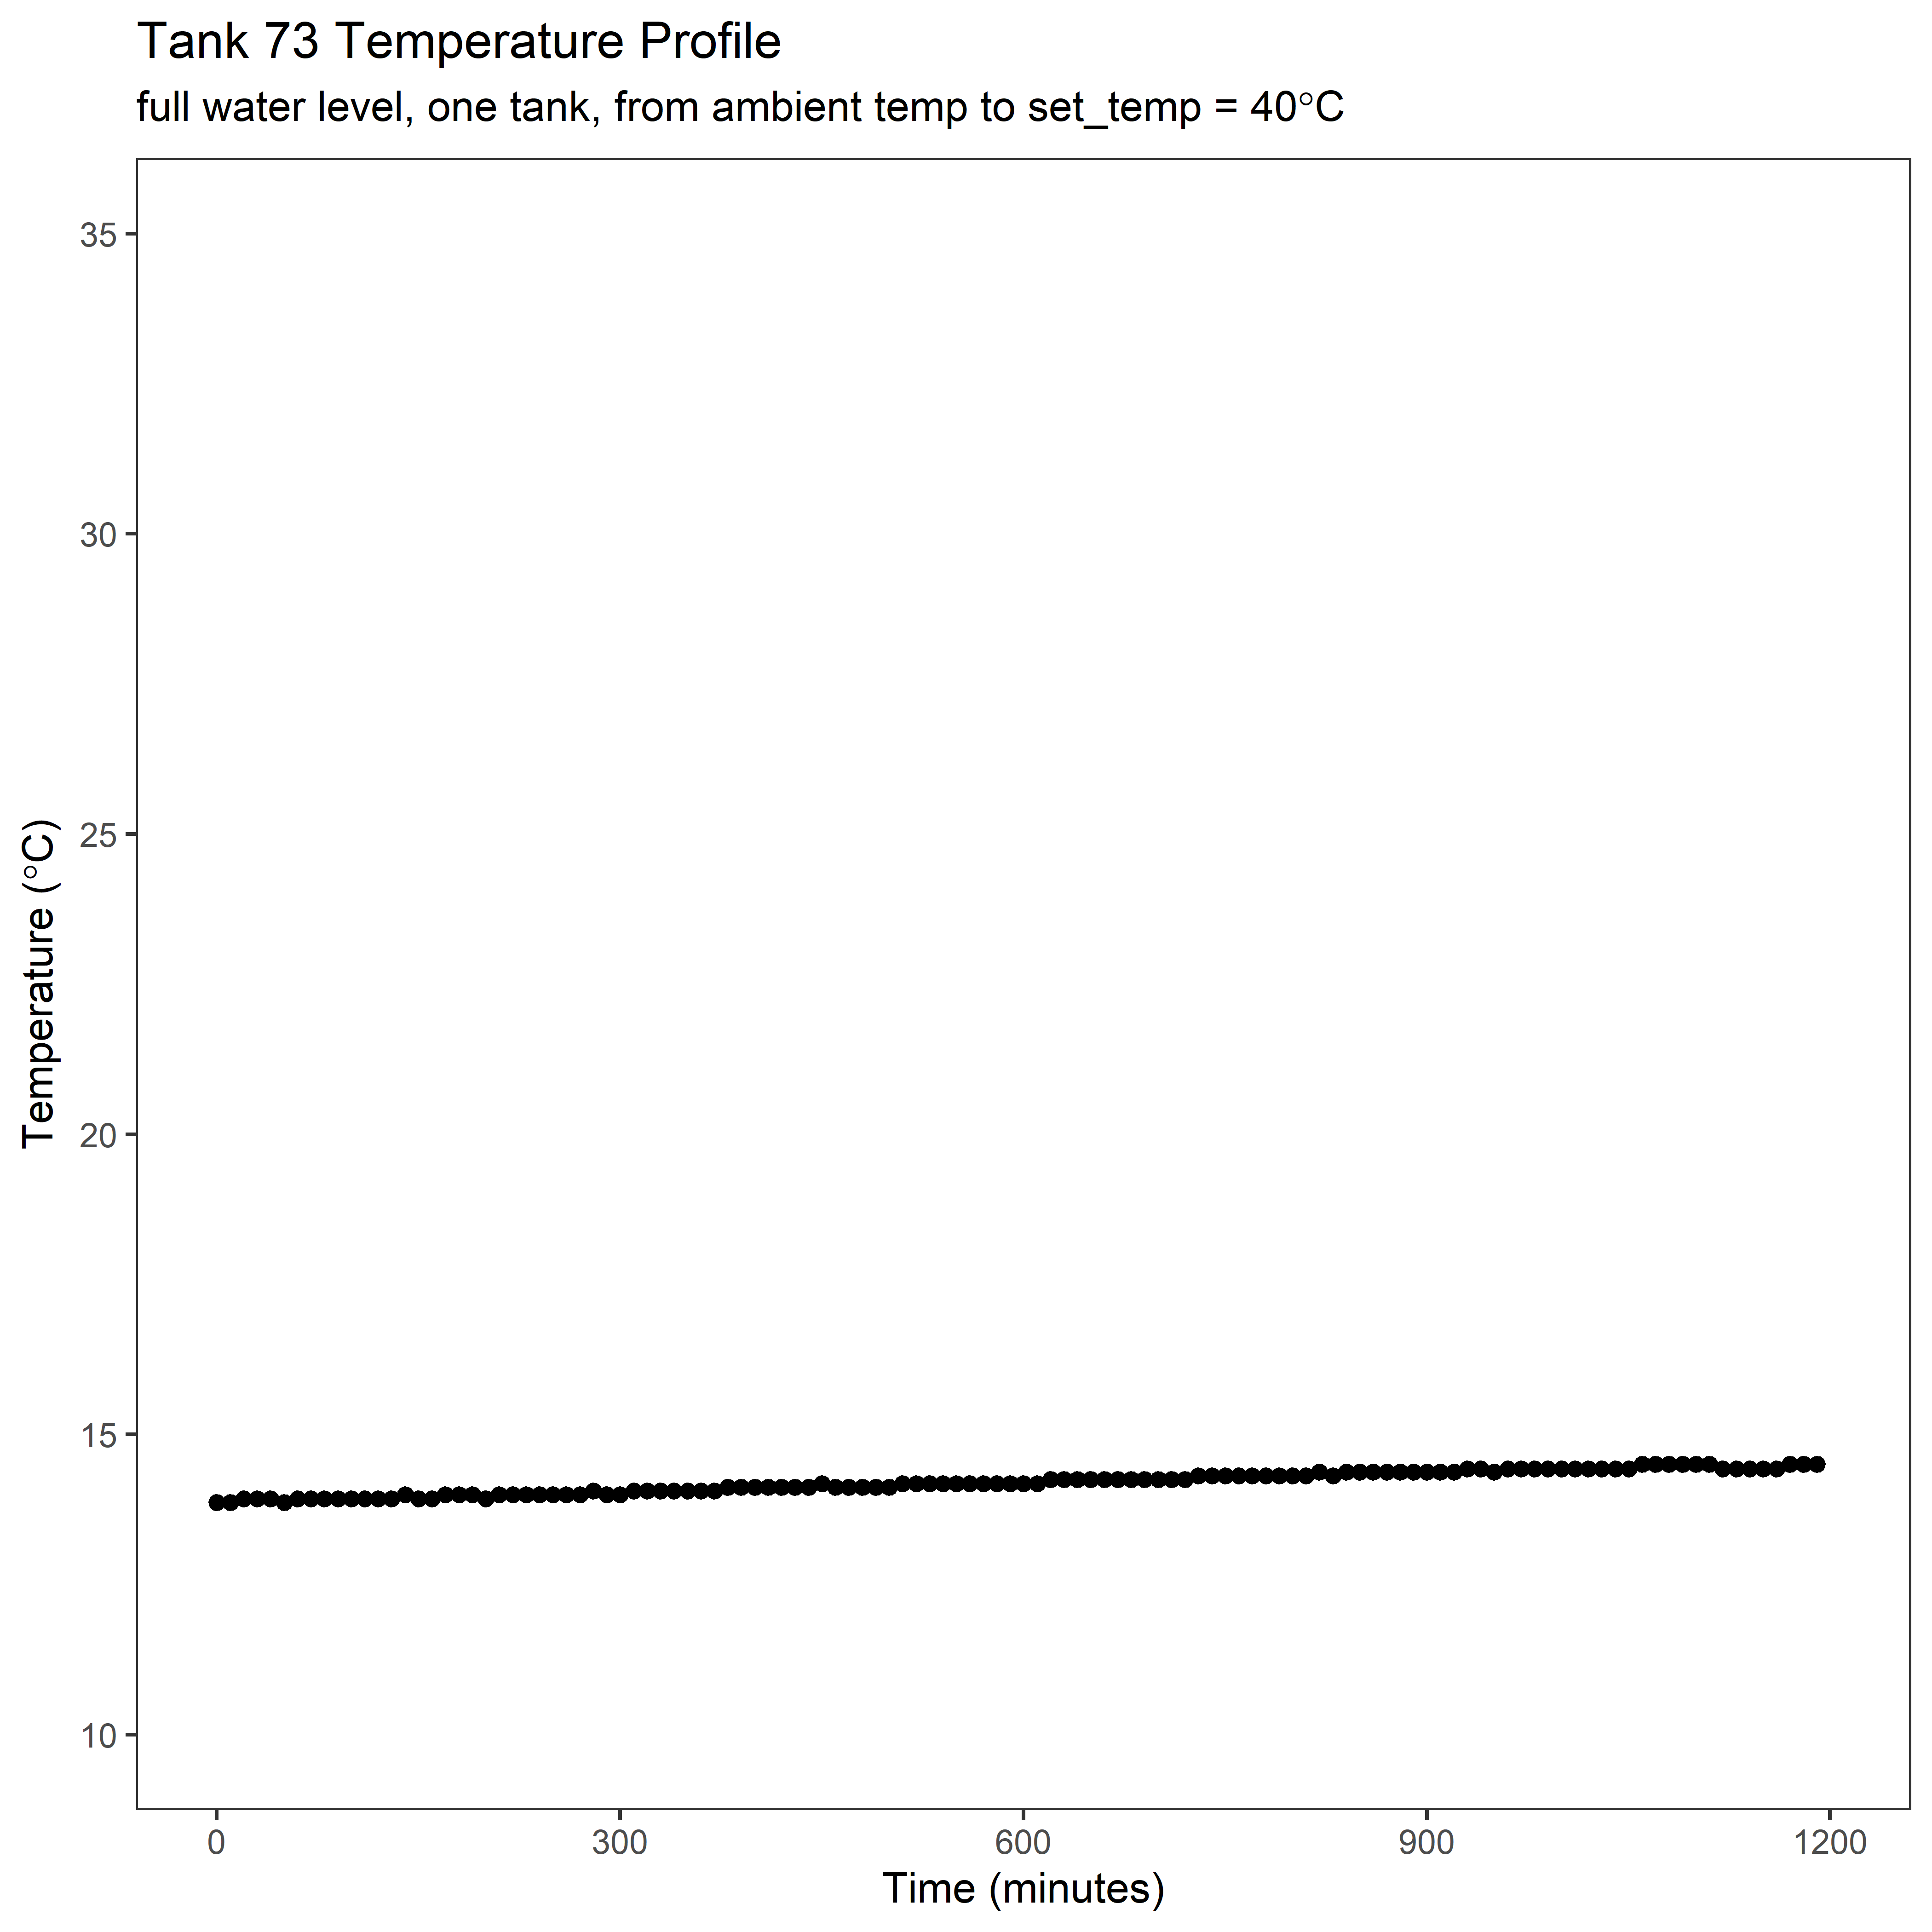 Tank 73 Temperature Profile
full water level, one tank, from ambient temp to set_temp = 40°C
35
30
25
20
15
10
Temperature (°C)
0 300 600 900 1200
Time (minutes)